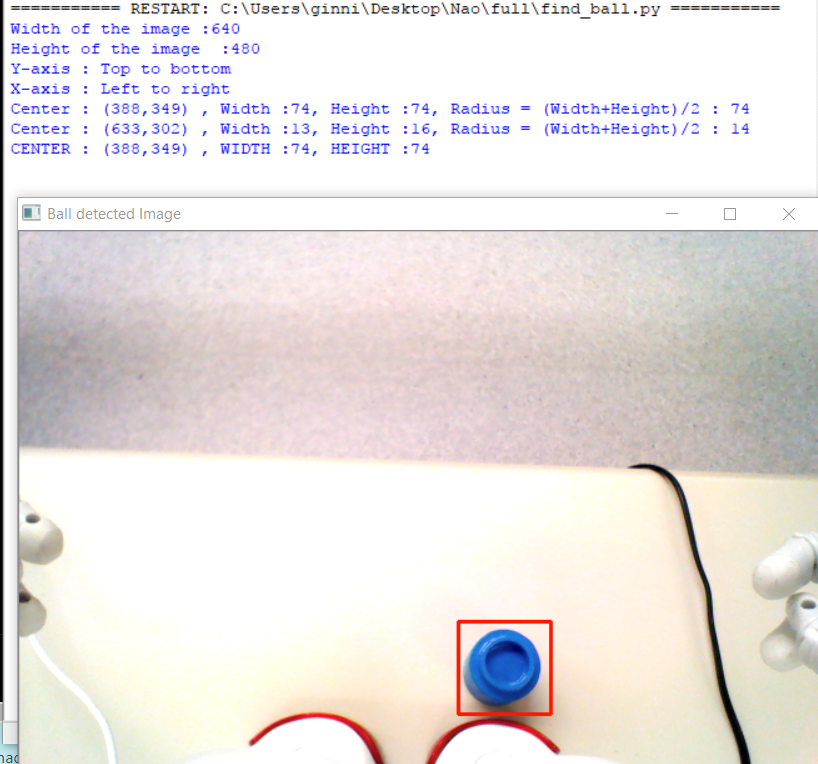 =========== RESTART: C:\Users\ginni\Desktop\Nao\full\find_ball.py ===========
Width of the image :640
Height of the image  :480
Y-axis : Top to bottom
X-axis : Left to right
Center : (388,349) , Width :74, Height :74, Radius = (Width+Height)/2 : 74
Center : (633,302) , Width :13, Height :16, Radius = (Width+Height)/2 : 14
CENTER : (388,349) , WIDTH :74, HEIGHT :74
Ball detected Image